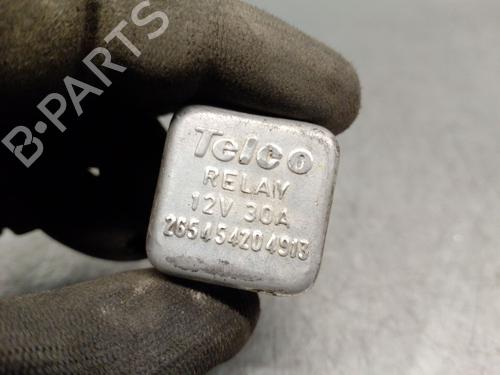 B-PARTS
Telco
RELAY
12V 30A
265454204913